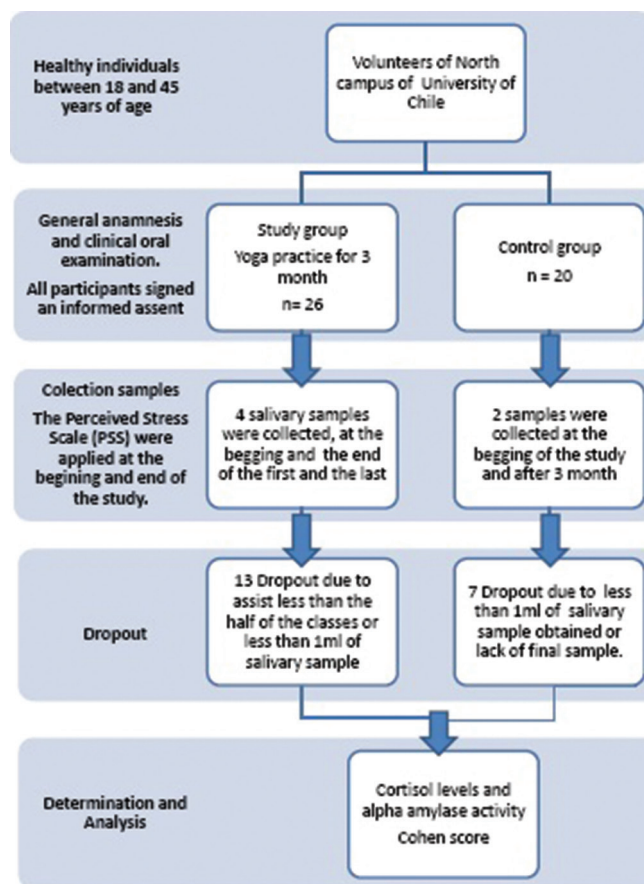 Healthy individuals
between 18 and 45
years of age
Volunteers of North
campus of University of
Chile
General anamnesis
and clinical oral
examination.
All participants signed
an informed assent
Study group
Yoga practice for 3
month
n= 26
Control group
n = 20
Colection samples
The Perceived Stress
Scale (PSS) were
applied at the
begining and end of
the study.
4 salivary samples
were collected, at the
begging and the end
of the first and the last
2 samples were
collected at the
begging of the study
and after 3 month
Dropout
13 Dropout due to
assist less than the
half of the classes or
less than 1ml of
salivary sample
7 Dropout due to less
than 1ml of salivary
sample obtained or
lack of final sample.
Determination and
Analysis
Cortisol levels and
alpha amylase activity
Cohen score